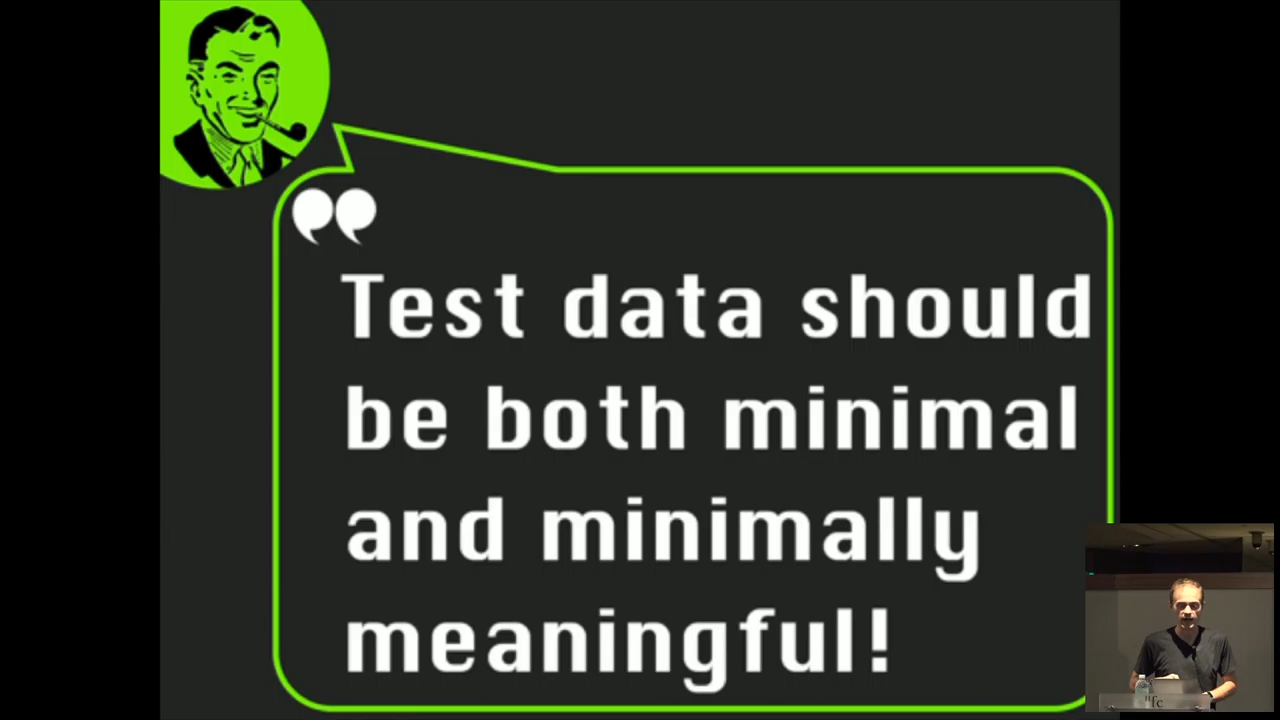 Test data should
be both minimal
and minimally
meaningful!